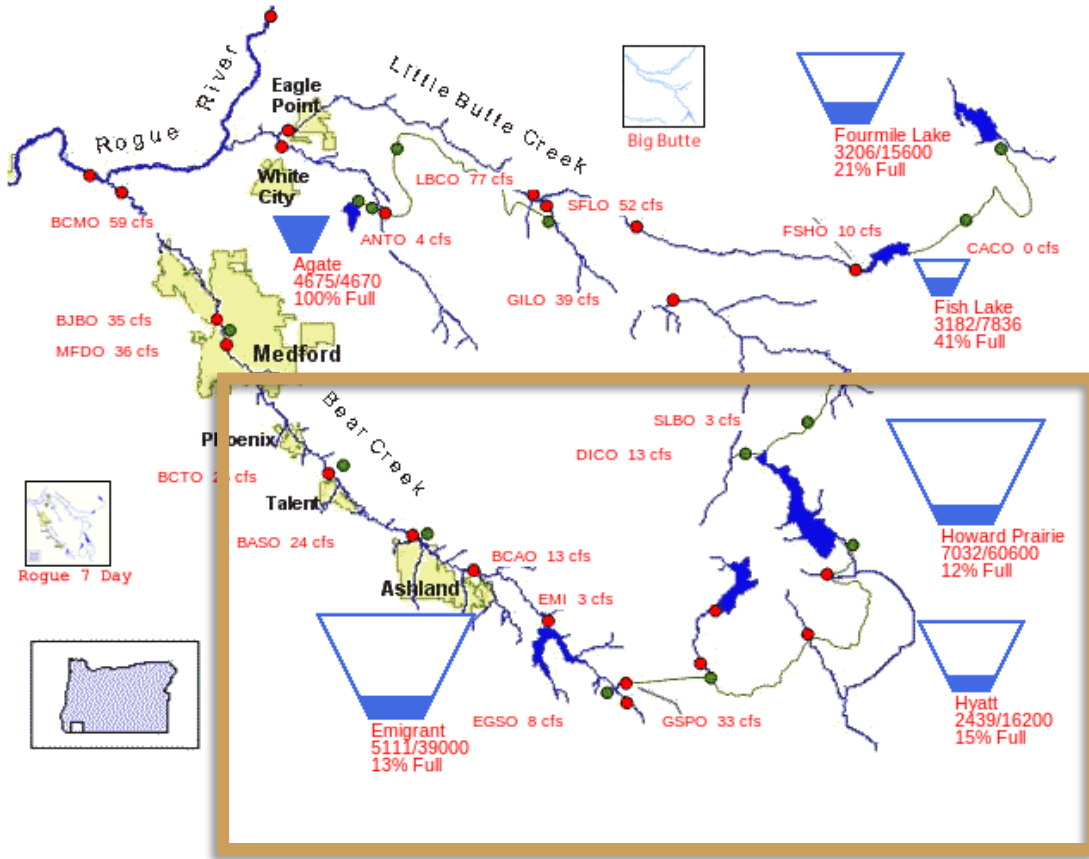 Rogue River
Eagle
Point
Little Butte Creek
Big Butte
Fourmile Lake
3206/15600
21% Full
White
City
LBCO 77 cfs
SFLO 52 cfs
BCMO 59 cfs
ANTO 4 cfs
FSHO 10 cfs
CACO 0 cfs
Agate
4675/4670
100% Full
GILO 39 cfs
Fish Lake
3182/7836
41% Full
BJBO 35 cfs
MFDO 36 cfs
Medford
Bear Creek
SLBO 3 cfs
Phoenix
DICO 13 cfs
BCTO cfs
Talent
Howard Prairie
7032/60600
12% Full
BASO 24 cfs
BCAO 13 cfs
Rogue 7 Day
Ashland
EMI 3 cfs
EGSO 8 cfs
GSPO 33 cfs
Hyatt
2439/16200
15% Full
Emigrant
5111/39000
13% Full